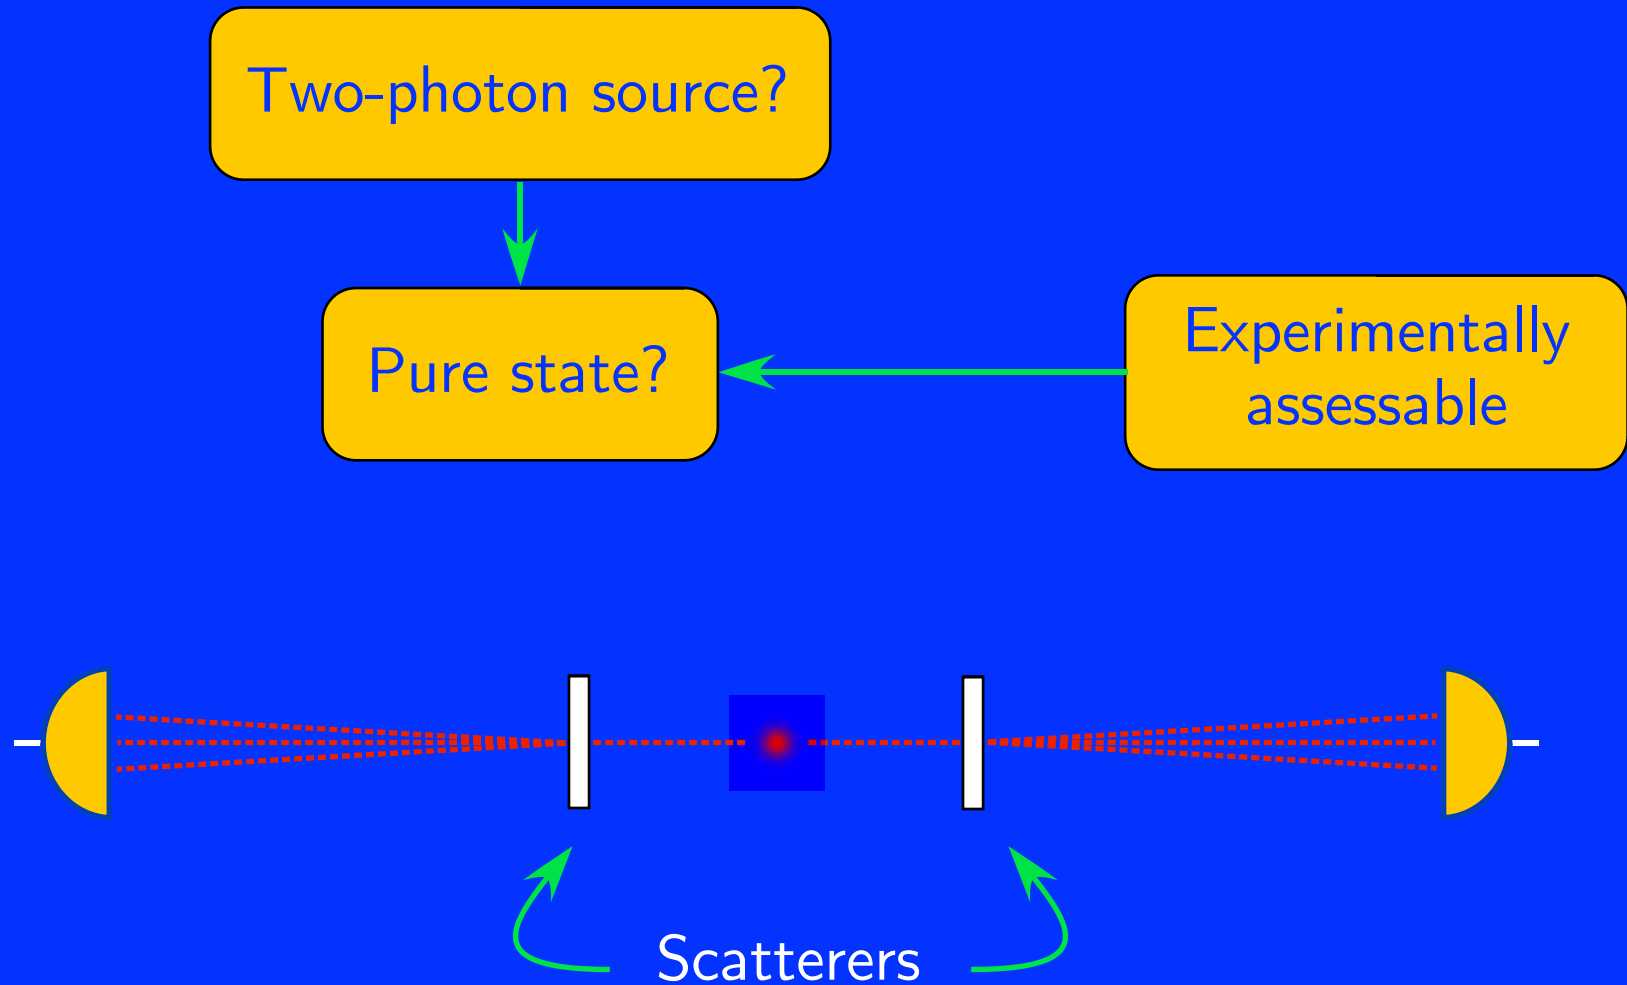 Two-photon source?
Pure state?
Experimentally
assessable
Scatterers